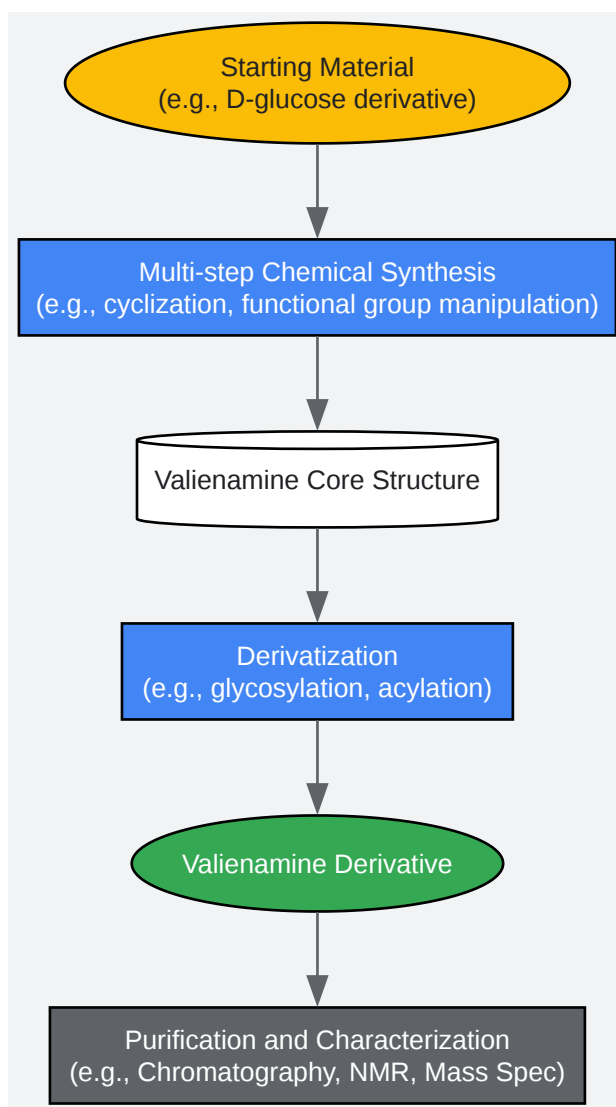 Starting Material
(e.g., D-glucose derivative)
Multi-step Chemical Synthesis
(e.g., cyclization, functional group manipulation)
Valienamine Core Structure
Derivatization
(e.g., glycosylation, acylation)
Valienamine Derivative
Purification and Characterization
(e.g., Chromatography, NMR, Mass Spec)